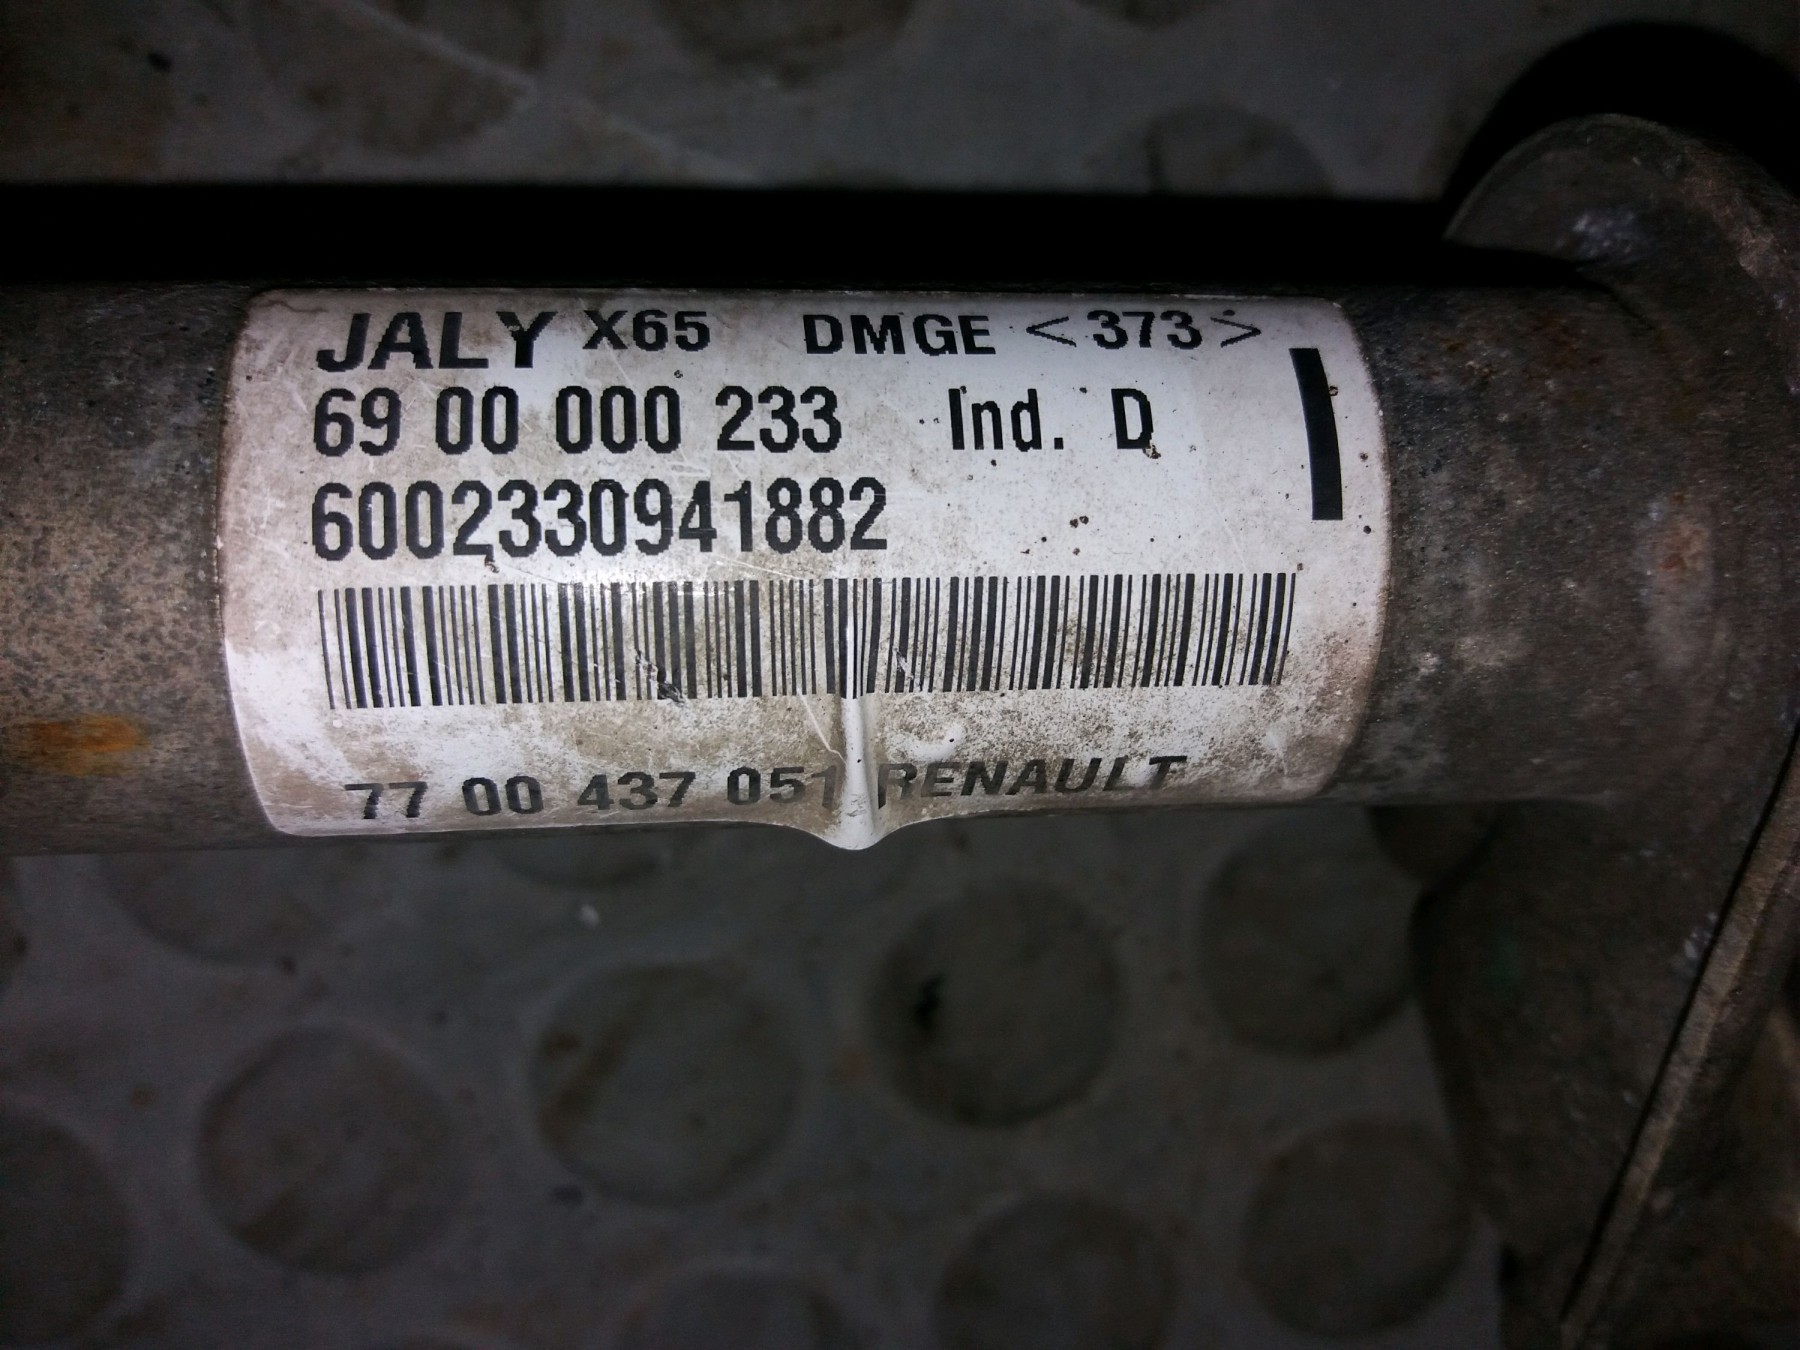 JALY X65 DMGE <373>
69 00 000 233 Ind. D
6002330941882
77 00 437 051 RENAULT